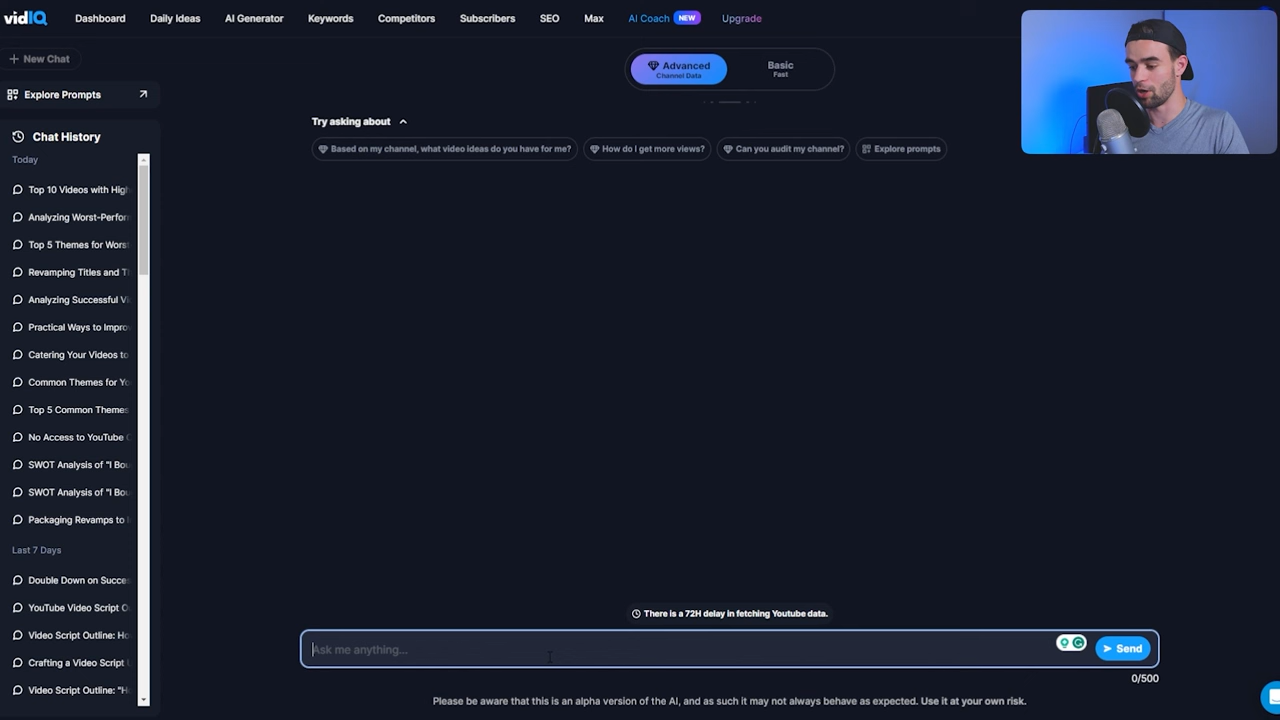 vidIQ
Dashboard
Daily Ideas
AI Generator
Keywords
Competitors
Subscribers
SEO
Max
AI Coach NEW
Upgrade
+ New Chat
Explore Prompts
Chat History
Today
Top 10 Videos with High
Analyzing Worst-Perfor
Top 5 Themes for Worst
Revamping Titles and T
Analyzing Successful Vi
Practical Ways to Improv
Catering Your Videos to
Common Themes for Yo
Top 5 Common Themes
No Access to YouTube
SWOT Analysis of "I Bou
SWOT Analysis of "I Bou
Packaging Revamps to
Last 7 Days
Double Down on Succe
YouTube Video Script O
Video Script Outline: Ho
Crafting a Video Script
Video Script Outline: "H
Advanced
Channel Data
Basic
Fast
Try asking about
Based on my channel, what video ideas do you have for me?
How do I get more views?
Can you audit my channel?
Explore prompts
There is a 72H delay in fetching Youtube data.
Ask me anything...
Send
0/500
Please be aware that this is an alpha version of the AI, and as such it may not always behave as expected. Use it at your own risk.